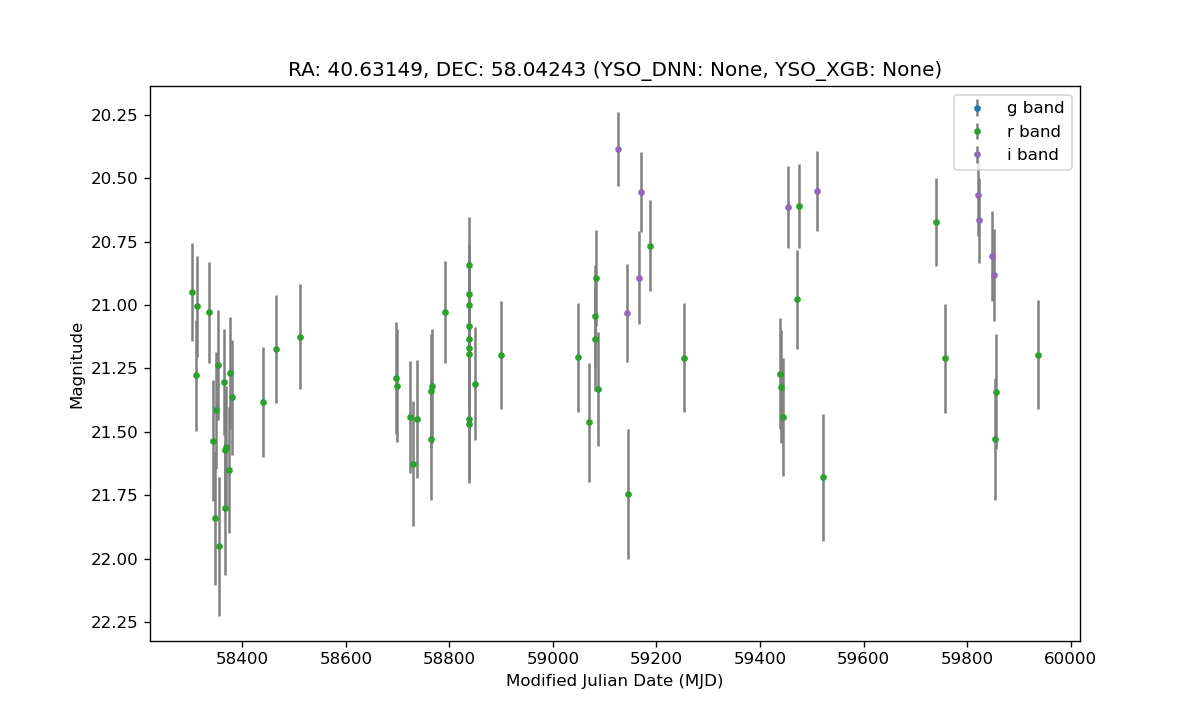 RA: 40.63149, DEC: 58.04243 (YSO_DNN: None, YSO_XGB: None)
g band
r band
i band
20.25
20.50
20.75
21.00
21.25
21.50
21.75
22.00
22.25
Magnitude
58400 58600 58800 59000 59200 59400 59600 59800 60000
Modified Julian Date (MJD)